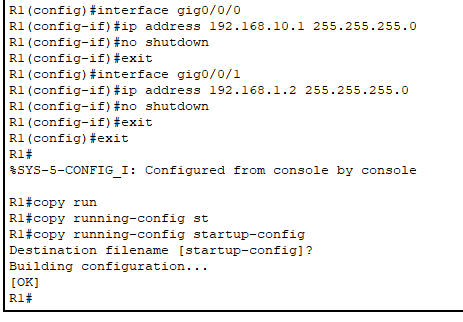 R1(config)#interface gig0/0/0
R1(config-if)#ip address 192.168.10.1 255.255.255.0
R1(config-if)#no shutdown
R1(config-if)#exit
R1(config)#interface gig0/0/1
R1(config-if)#ip address 192.168.1.2 255.255.255.0
R1(config-if)#no shutdown
R1(config-if)#exit
R1(config)#exit
R1#
%SYS-5-CONFIG_I: Configured from console by console

R1#copy run
R1#copy running-config st
R1#copy running-config startup-config
Destination filename [startup-config]?
Building configuration...
[OK]
R1#